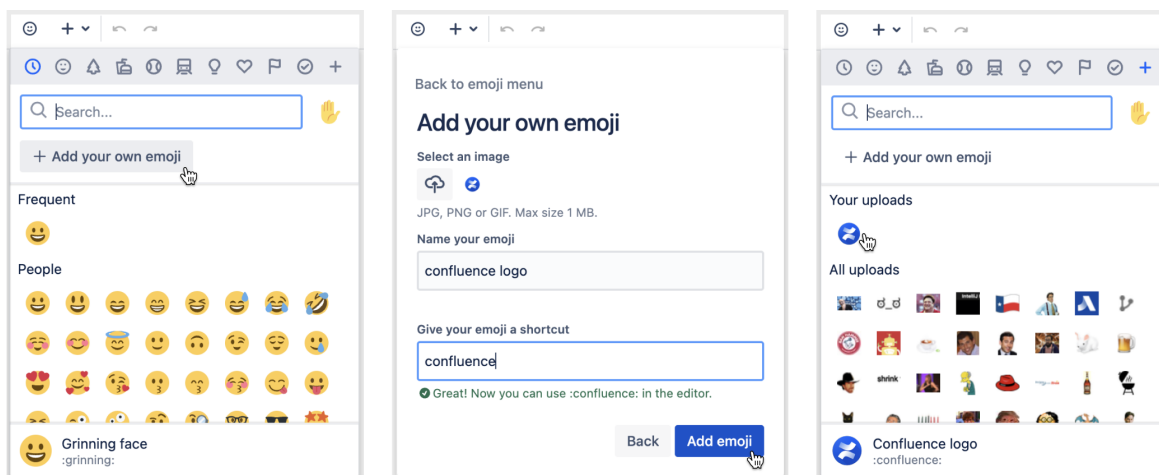 Search...
+ Add your own emoji
Frequent
People
Grinning face
:grinning:
Back to emoji menu
Add your own emoji
Select an image
JPG, PNG or GIF. Max size 1 MB.
Name your emoji
confluence logo
Give your emoji a shortcut
confluence
Great! Now you can use :confluence: in the editor.
Back
Add emoji
Search...
+ Add your own emoji
Your uploads
All uploads
ಠ_ಠ
IntelliJ
shrink
Confluence logo
:confluence: